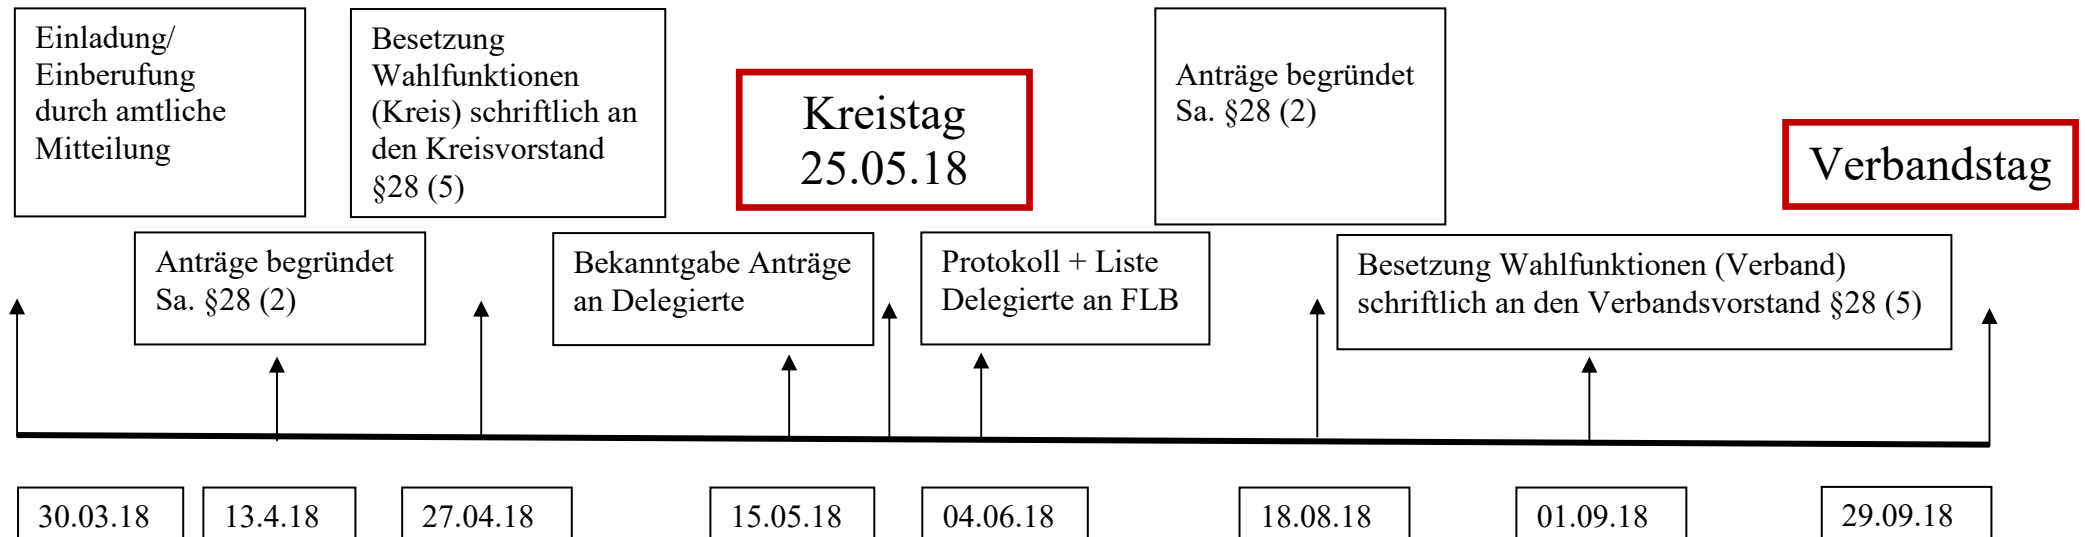 Einladung/
Einberufung
durch amtliche
Mitteilung
Besetzung
Wahlfunktionen
(Kreis) schriftlich an
den Kreisvorstand
§28 (5)
Kreistag
25.05.18
Anträge begründet
Sa. §28 (2)
Verbandstag
Anträge begründet
Sa. §28 (2)
Bekanntgabe Anträge
an Delegierte
Protokoll + Liste
Delegierte an FLB
Besetzung Wahlfunktionen (Verband)
schriftlich an den Verbandsvorstand §28 (5)
30.03.18
13.4.18
27.04.18
15.05.18
04.06.18
18.08.18
01.09.18
29.09.18